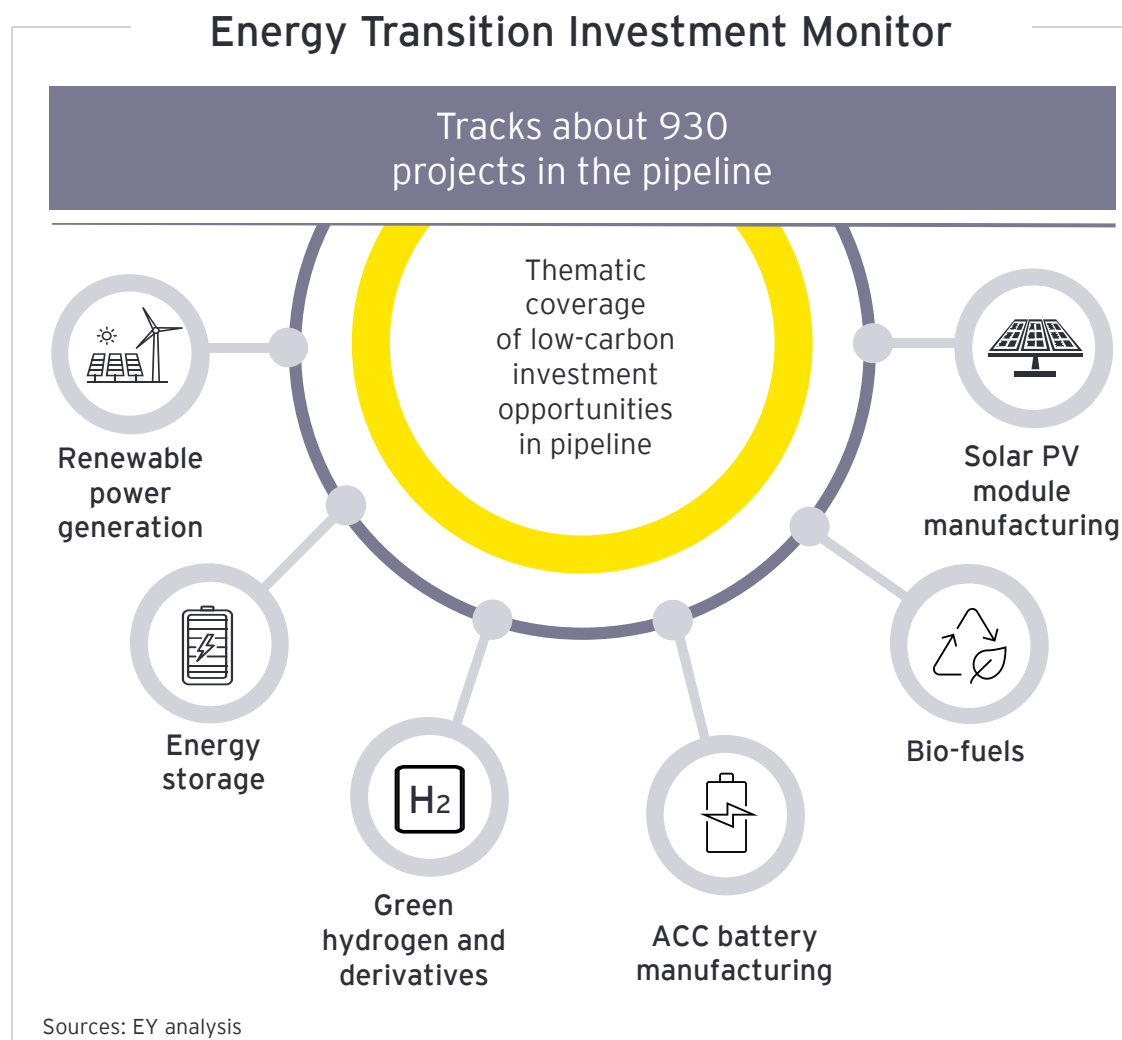 Energy Transition Investment Monitor
Tracks about 930
projects in the pipeline
Thematic
coverage
of low-carbon
investment
opportunities
in pipeline
Renewable
power
generation
Energy
storage
H2
Green
hydrogen and
derivatives
ACC battery
manufacturing
Bio-fuels
Solar PV
module
manufacturing
Sources: EY analysis